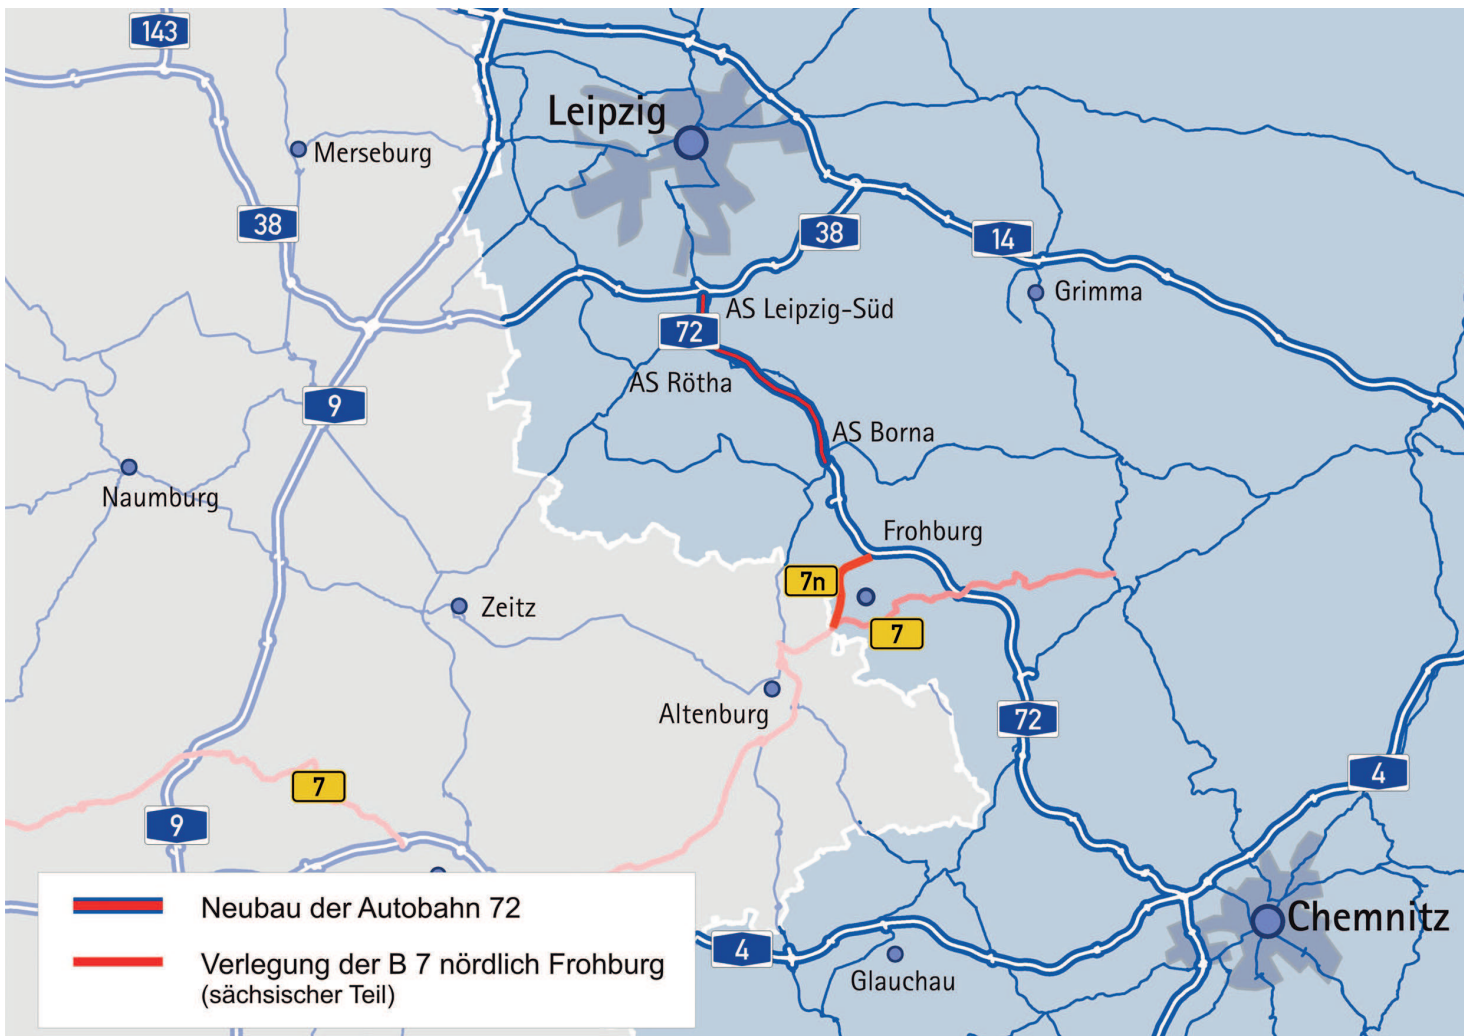 143
Leipzig
Merseburg
38
38
14
Grimma
AS Leipzig-Süd
72
AS Rötha
9
AS Borna
Naumburg
Frohburg
7n
Zeitz
7
Altenburg
72
4
7
9
Neubau der Autobahn 72
Chemnitz
4
Verlegung der B 7 nördlich Frohburg
Glauchau
(sächsischer Teil)